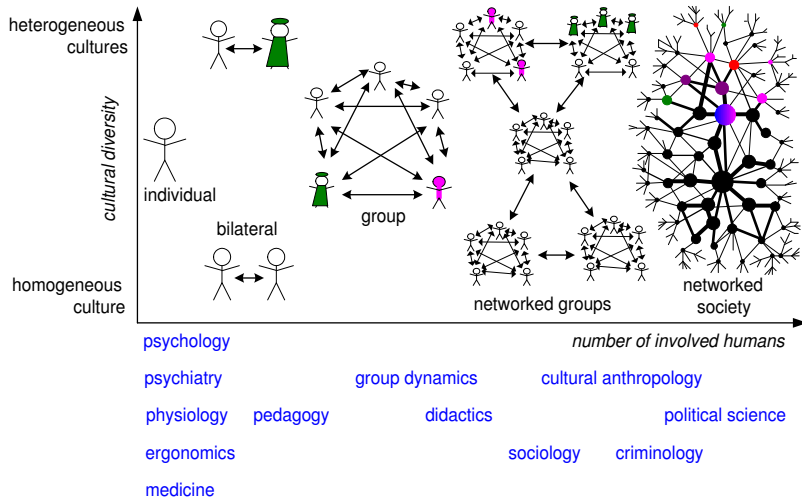 heterogeneous
cultures
cultural diversity
individual
bilateral
group
homogeneous
culture
networked groups
networked
society
number of involved humans
psychology
psychiatry
group dynamics
cultural anthropology
physiology
pedagogy
didactics
political science
ergonomics
sociology
criminology
medicine